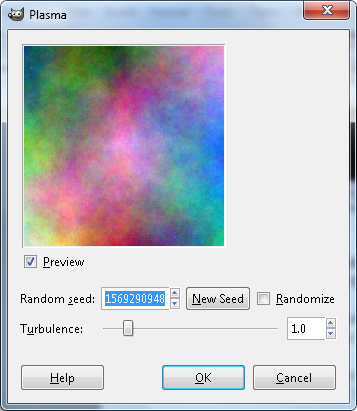 Plasma
Preview
Random seed: 1569290948 New Seed Randomize
Turbulence: 1.0
Help OK Cancel